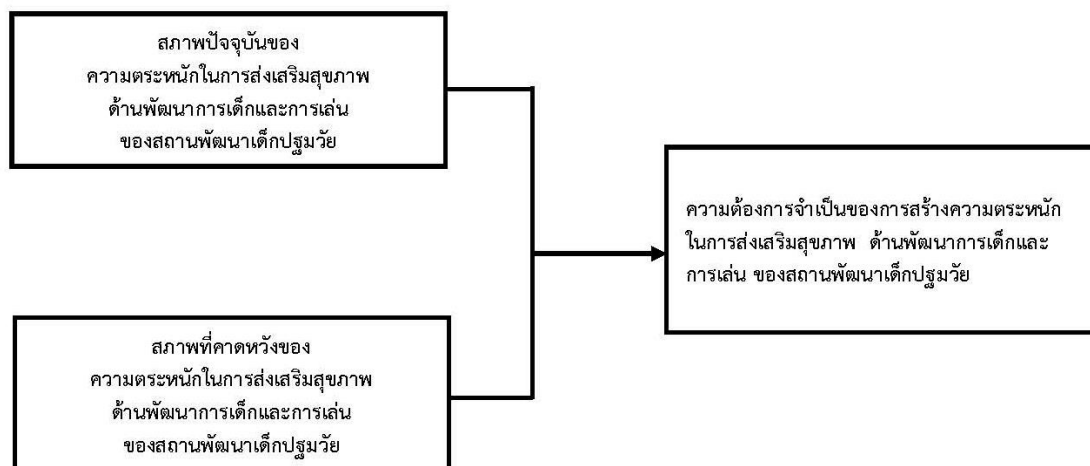 สภาพปัจจุบันของ
ความตระหนักในการส่งเสริมสุขภาพ
ด้านพัฒนาการเด็กและการเล่น
ของสถานพัฒนาเด็กปฐมวัย
ความต้องการจำเป็นของการสร้างความตระหนัก
ในการส่งเสริมสุขภาพ ด้านพัฒนาการเด็กและ
การเล่น ของสถานพัฒนาเด็กปฐมวัย
สภาพที่คาดหวังของ
ความตระหนักในการส่งเสริมสุขภาพ
ด้านพัฒนาการเด็กและการเล่น
ของสถานพัฒนาเด็กปฐมวัย